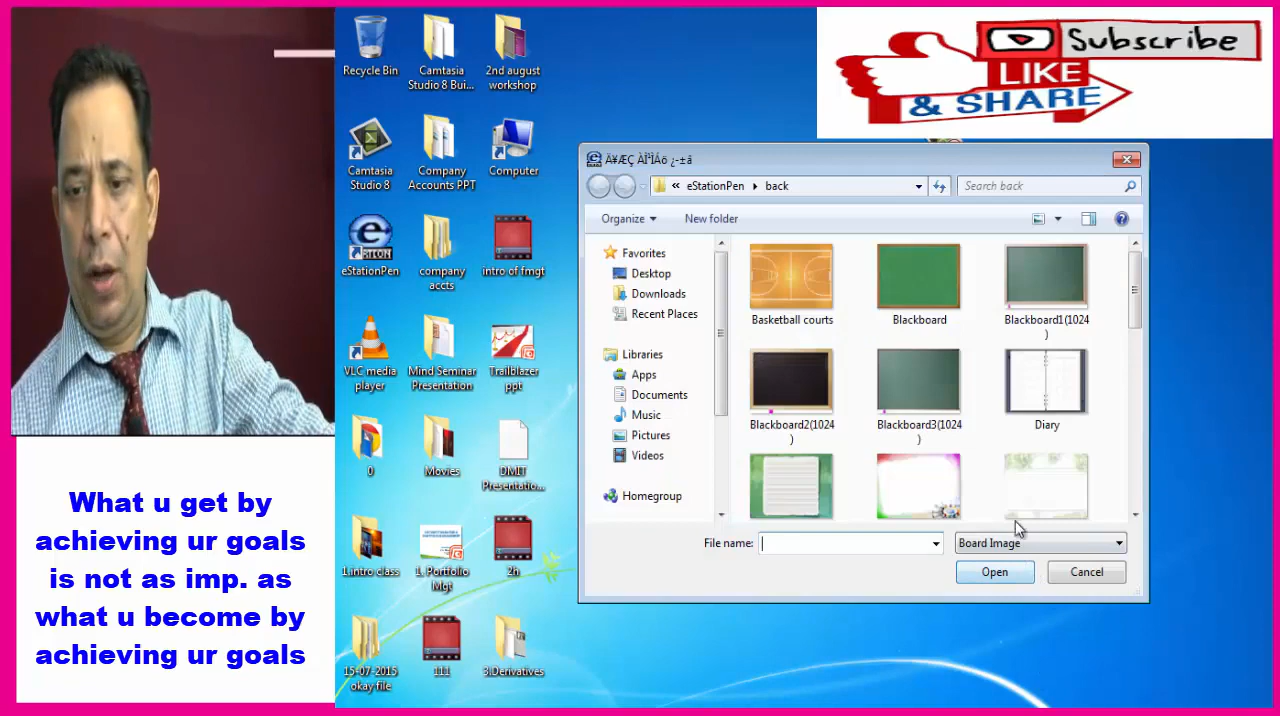 Recycle Bin
Camtasia
Studio 8 Bui...
2nd august
workshop
Subscribe
LIKE
& SHARE
Camtasia
Studio 8
Company
Accounts PPT
Computer
eStationPen
company
accts
intro of fmgt
VLC media
player
Mind Seminar
Presentation
Trailblazer
ppt
0
Movies
DMIT
Presentatio...
1.intro class
1. Portfolio
Mgt
2h
15-07-2015
okay file
111
3.Derivatives
Ä¥ÆÇ ÀÌ¹ÌÁö ¿­±â
« eStationPen
back
Search back
Organize
New folder
Favorites
Desktop
Downloads
Recent Places
Libraries
Apps
Documents
Music
Pictures
Videos
Homegroup
Basketball courts
Blackboard
Blackboard1(1024
)
Blackboard2(1024
)
Blackboard3(1024
)
Diary
File name:
Board Image
Open
Cancel
What u get by
achieving ur goals
is not as imp. as
what u become by
achieving ur goals